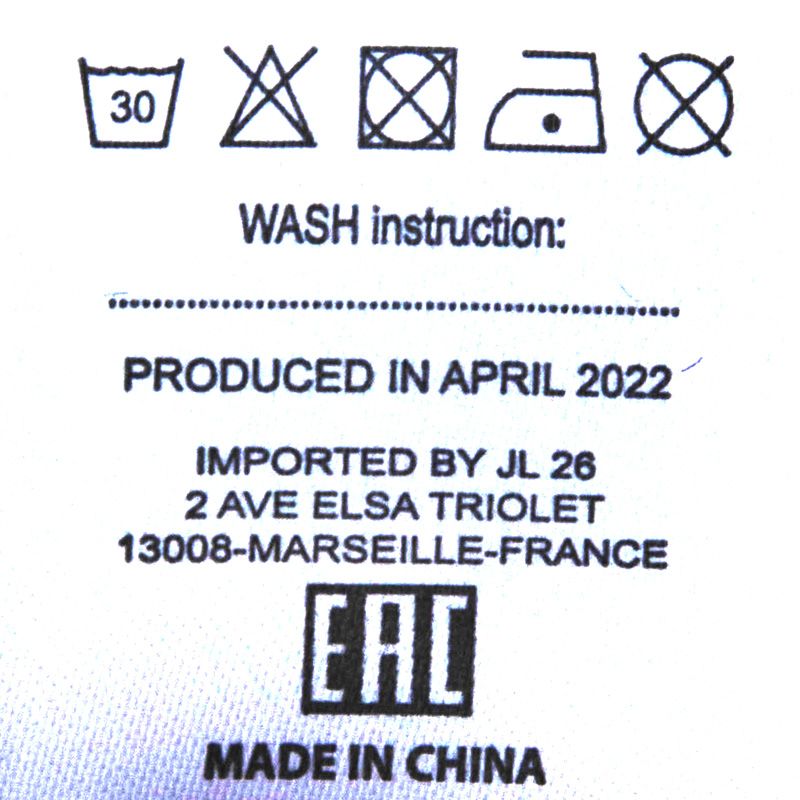 30
WASH instruction:
PRODUCED IN APRIL 2022
IMPORTED BY JL 26
2 AVE ELSA TRIOLET
13008-MARSEILLE-FRANCE
EAC
MADE IN CHINA